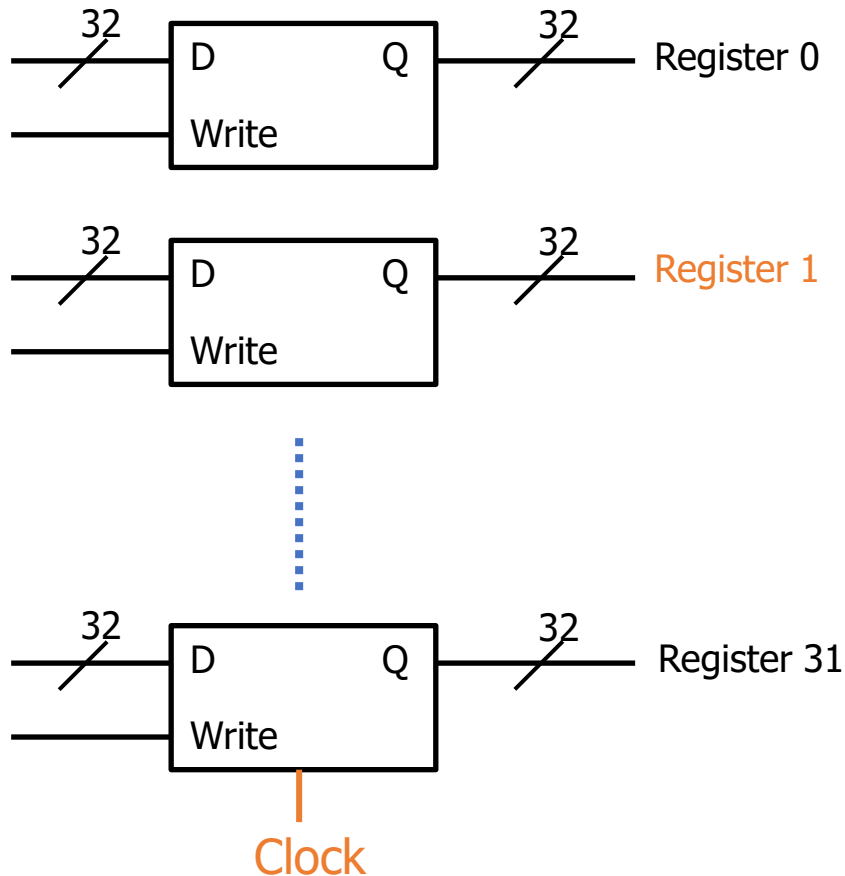 32 32
D Q Register 0
Write
32 32
D Q Register 1
Write
32 32
D Q Register 31
Write
Clock